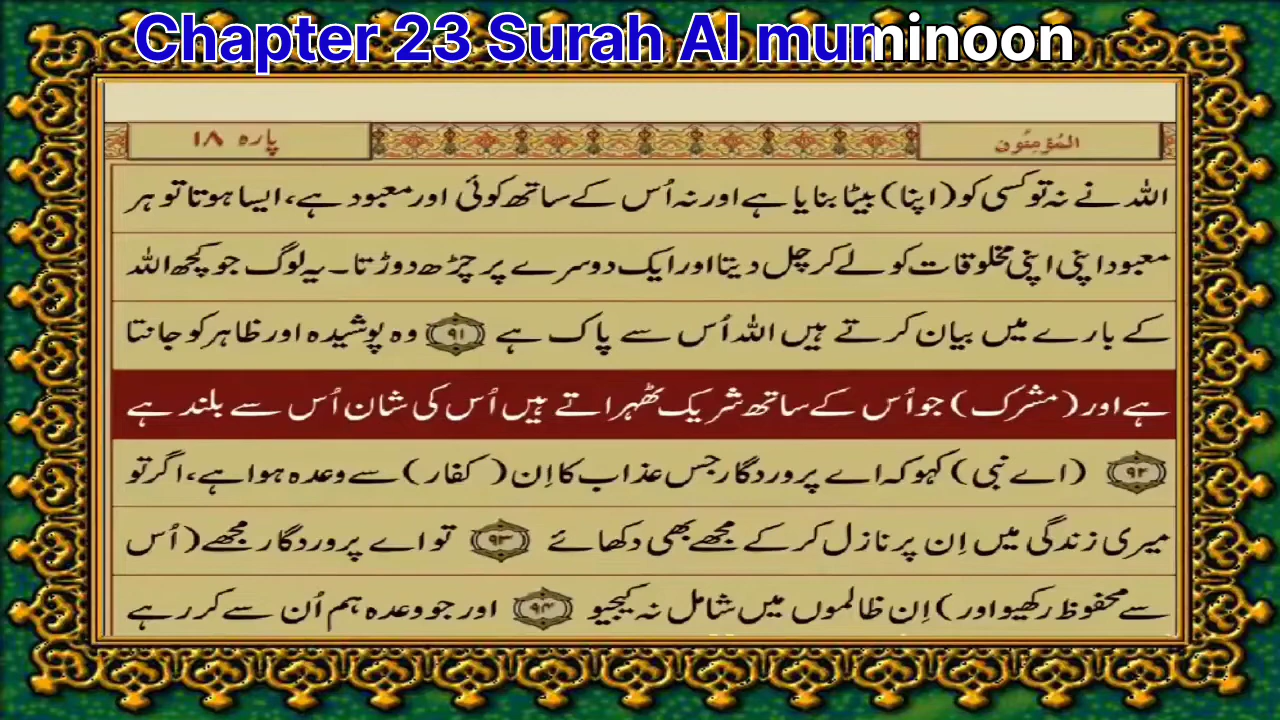 Chapter 23 Surah Al muminoon
المُؤمِنُون
پارہ ۱۸
اللہ نے نہ تو کسی کو (اپنا) بیٹا بنایا ہے اور نہ اُس کے ساتھ کوئی اور معبود ہے، ایسا ہوتا تو ہر
معبود اپنی اپنی مخلوقات کو لے کر چل دیتا اور ایک دوسرے پر چڑھ دوڑتا۔ یہ لوگ جو کچھ اللہ
کے بارے میں بیان کرتے ہیں اللہ اُس سے پاک ہے ۹۱ وہ پوشیدہ اور ظاہر کو جانتا
ہے اور (مشرک) جو اُس کے ساتھ شریک ٹھہراتے ہیں اُس کی شان اُس سے بلند ہے
۹۲ (اے نبی) کہو کہ اے پروردگار جس عذاب کا اِن (کفار) سے وعدہ ہوا ہے، اگر تو
میری زندگی میں اِن پر نازل کر کے مجھے بھی دکھائے ۹۳ تو اے پروردگار مجھے (اُس
سے محفوظ رکھیو اور) اِن ظالموں میں شامل نہ کیجیو ۹۴ اور جو وعدہ ہم اُن سے کر رہے